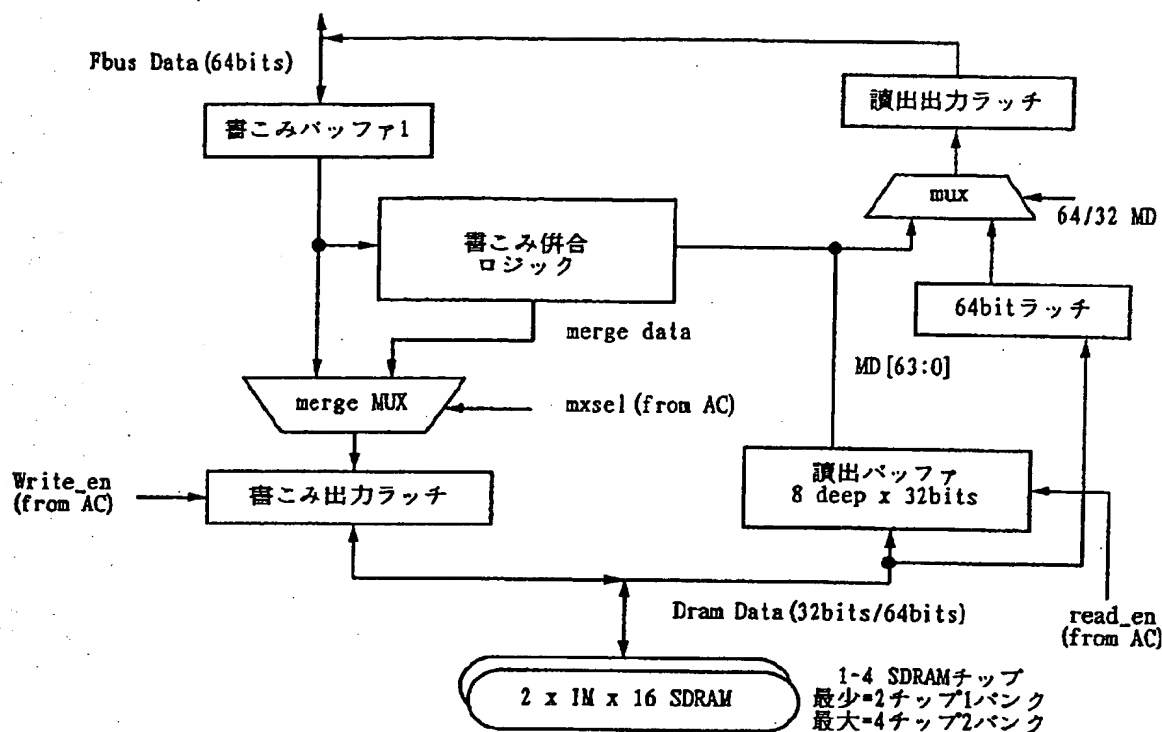 Fbus Data(64bits)
讀出出力ラッチ
書こみバッファ1
mux
64/32 MD
書こみ併合
ロジック
64bitラッチ
merge data
MD[63:0]
merge MUX
mxsel(from AC)
讀出バッファ
8 deep x 32bits
Write_en
(from AC)
書こみ出力ラッチ
Dram Data(32bits/64bits)
read_en
(from AC)
2 x 1M x 16 SDRAM
1-4 SDRAMチップ
最少=2チップ1バンク
最大=4チップ2バンク